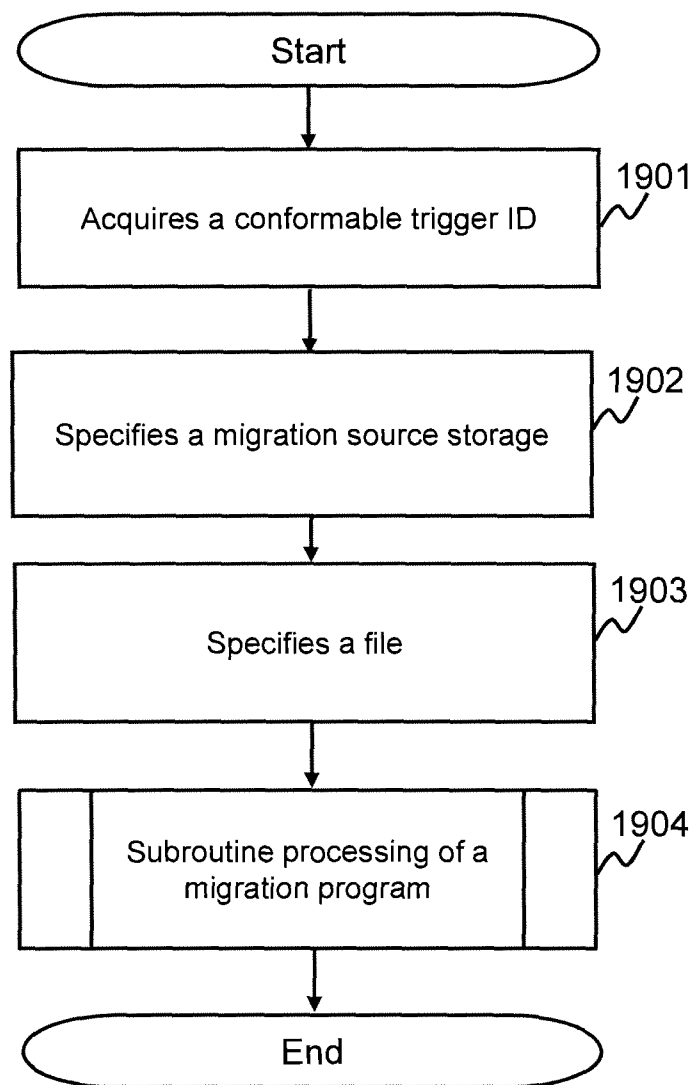 Start
1901
Acquires a conformable trigger ID
1902
Specifies a migration source storage
1903
Specifies a file
1904
Subroutine processing of a
migration program
End